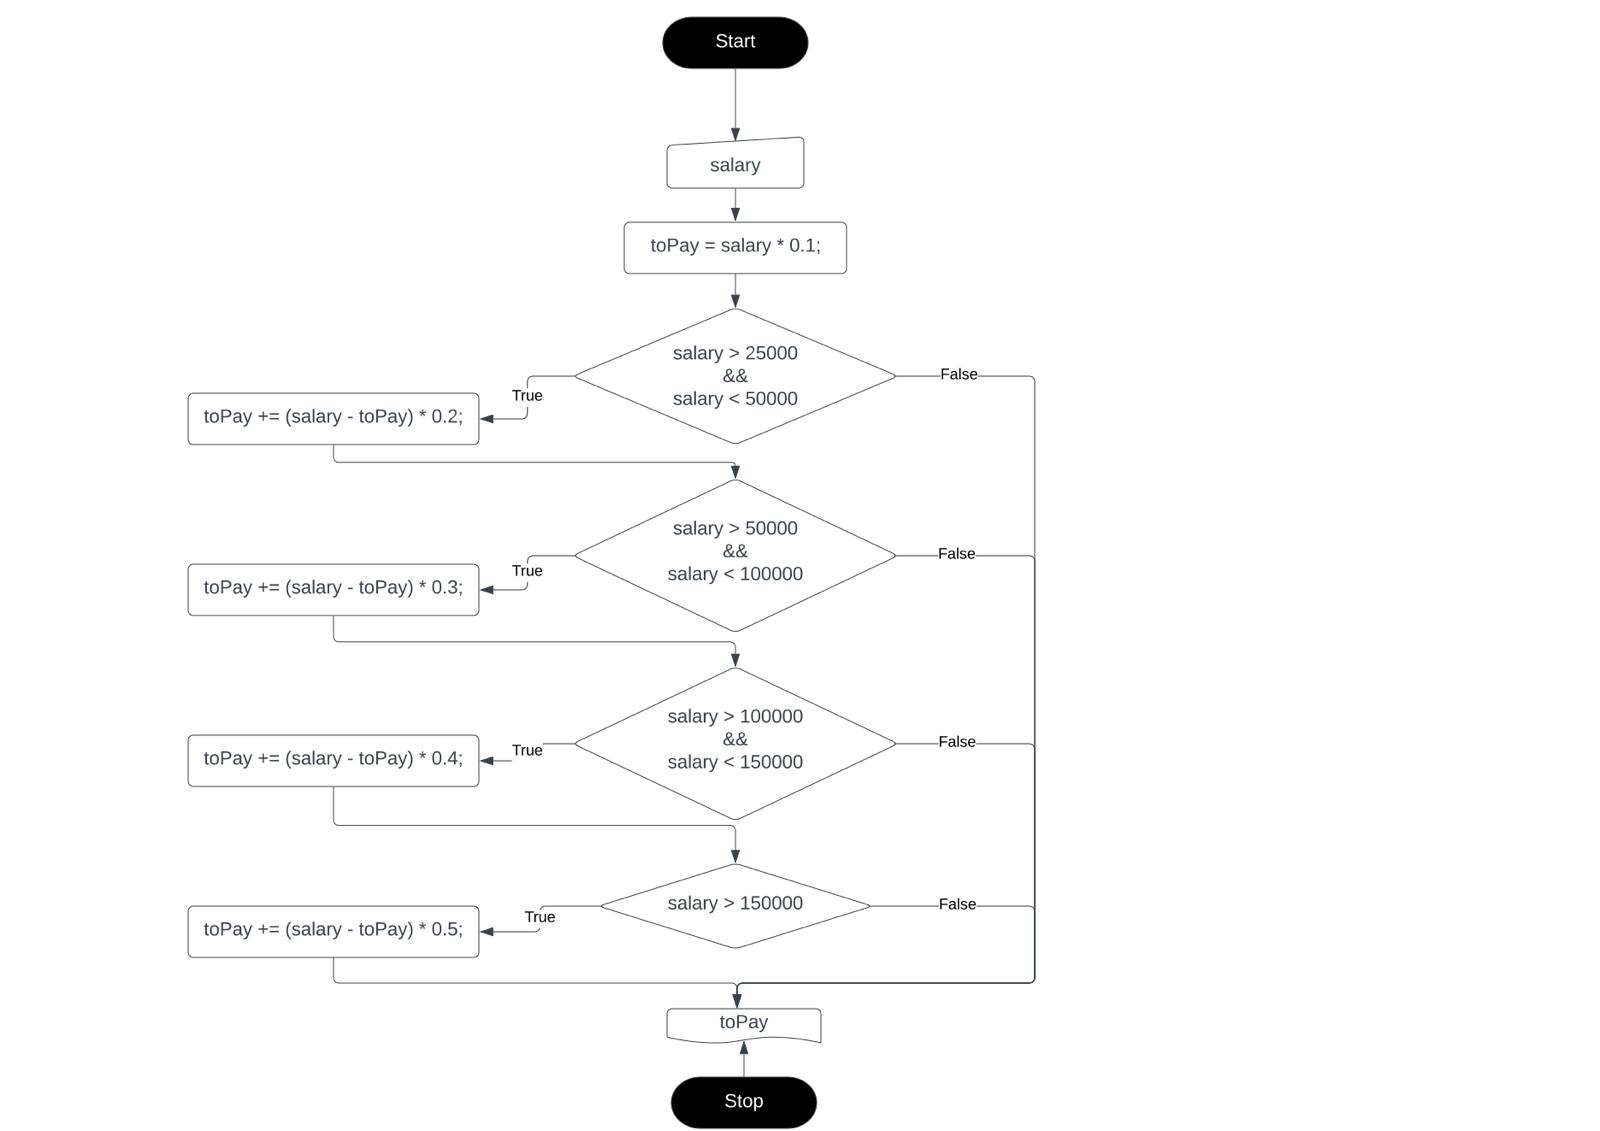 Start
salary
toPay = salary * 0.1;
salary > 25000
&&
salary < 50000
True
False
toPay += (salary - toPay) * 0.2;
salary > 50000
&&
salary < 100000
True
False
toPay += (salary - toPay) * 0.3;
salary > 100000
&&
salary < 150000
True
False
toPay += (salary - toPay) * 0.4;
salary > 150000
True
False
toPay += (salary - toPay) * 0.5;
toPay
Stop